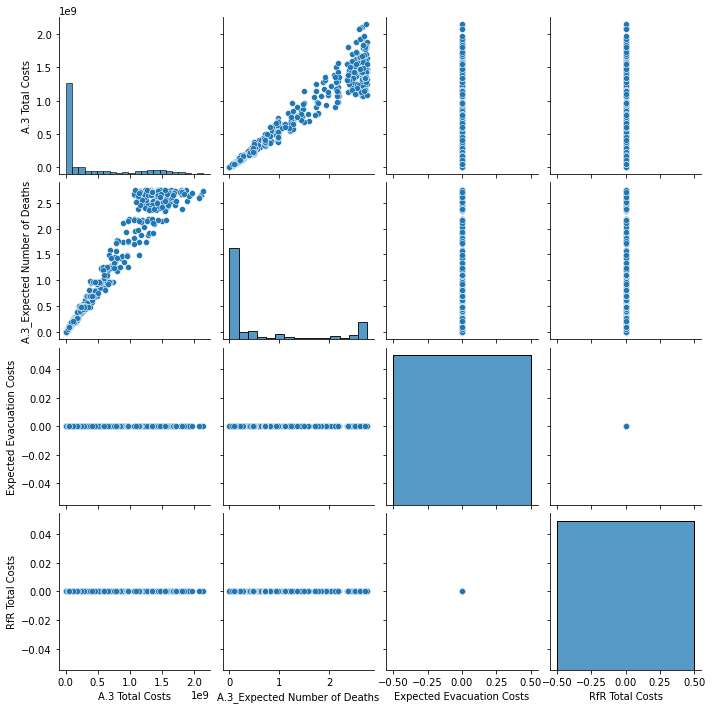 1e9
2.0
1.5
1.0
0.5
0.0
A.3 Total Costs
2.5
2.0
1.5
1.0
0.5
0.0
A.3_Expected Number of Deaths
0.04
0.02
0.00
−0.02
−0.04
Expected Evacuation Costs
0.04
0.02
0.00
−0.02
−0.04
RfR Total Costs
0.0 0.5 1.0 1.5 2.0
1e9
A.3 Total Costs
0 1 2
A.3_Expected Number of Deaths
−0.50 −0.25 0.00 0.25 0.50
Expected Evacuation Costs
−0.50 −0.25 0.00 0.25 0.50
RfR Total Costs